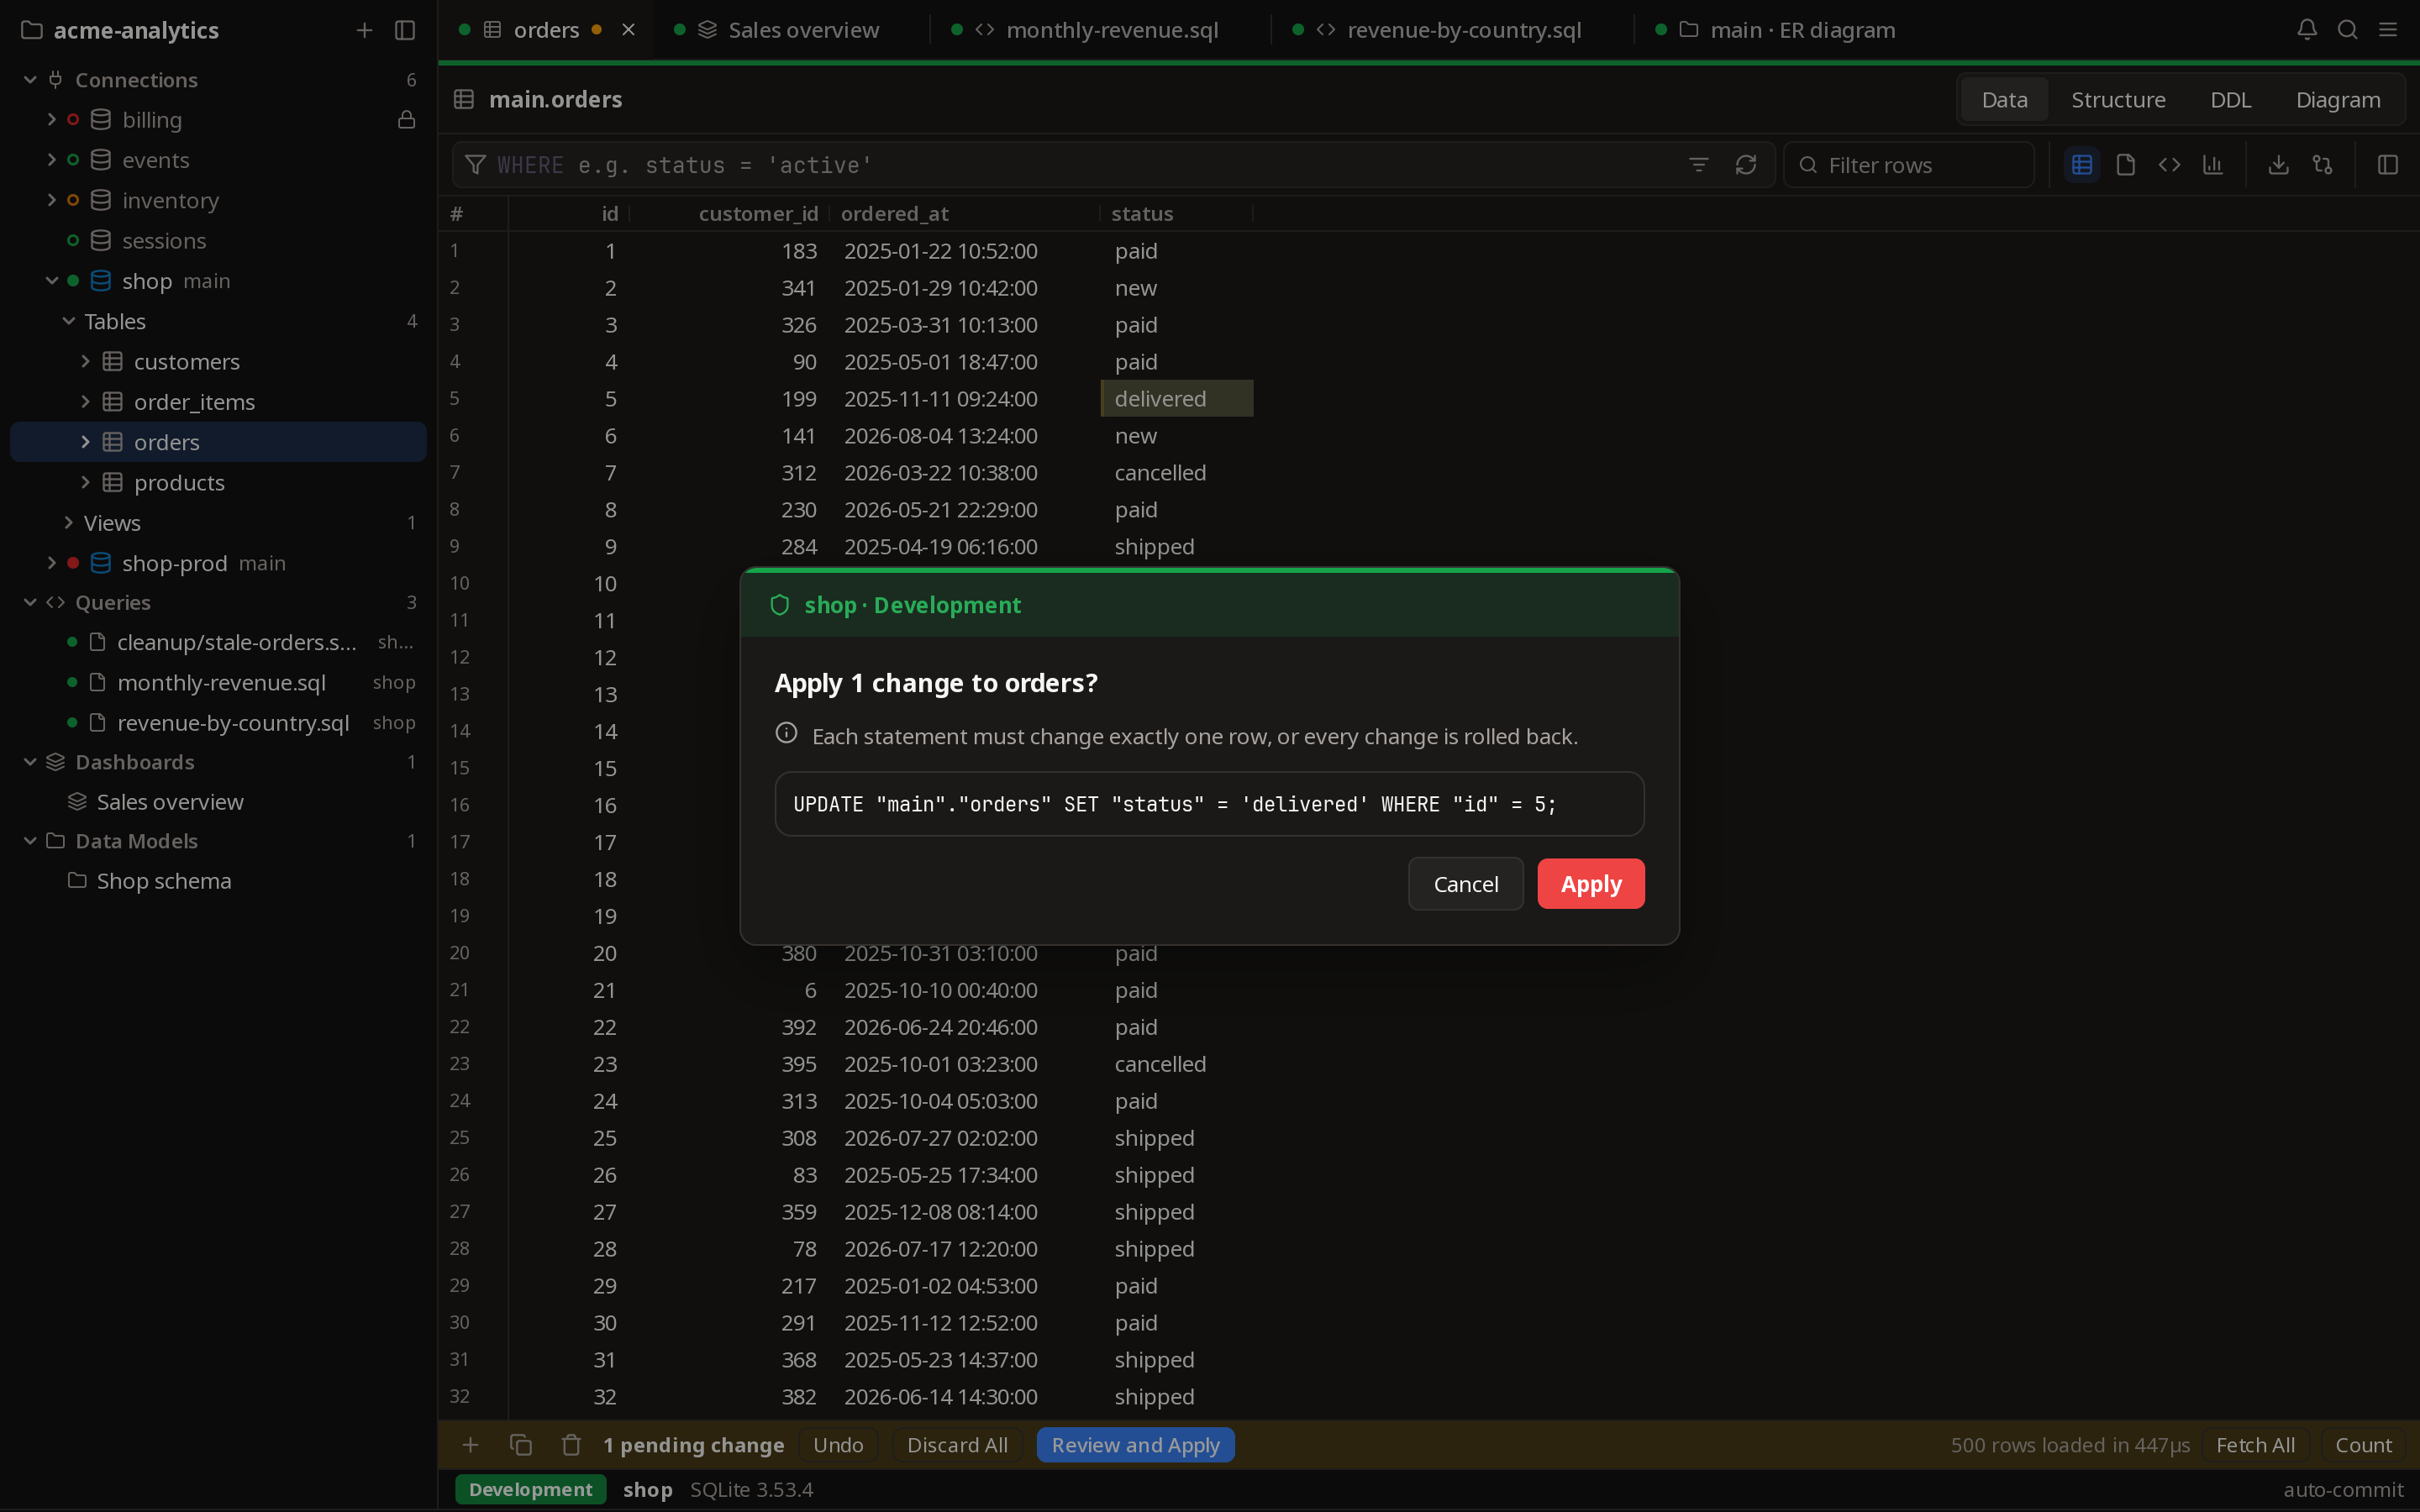 acme-analytics
Connections 6
billing
events
inventory
sessions
shop main
Tables 4
customers
order_items
orders
products
Views 1
shop-prod main
Queries 3
cleanup/stale-orders.s... sh...
monthly-revenue.sql shop
revenue-by-country.sql shop
Dashboards 1
Sales overview
Data Models 1
Shop schema
orders Sales overview monthly-revenue.sql revenue-by-country.sql main · ER diagram
main.orders Data Structure DDL Diagram
WHERE e.g. status = 'active' Filter rows
# id customer_id ordered_at status
1 1 183 2025-01-22 10:52:00 paid
2 2 341 2025-01-29 10:42:00 new
3 3 326 2025-03-31 10:13:00 paid
4 4 90 2025-05-01 18:47:00 paid
5 5 199 2025-11-11 09:24:00 delivered
6 6 141 2026-08-04 13:24:00 new
7 7 312 2026-03-22 10:38:00 cancelled
8 8 230 2026-05-21 22:29:00 paid
9 9 284 2025-04-19 06:16:00 shipped
10 10
11 11
12 12
13 13
14 14
15 15
16 16
17 17
18 18
19 19
20 20 380 2025-10-31 03:10:00 paid
21 21 6 2025-10-10 00:40:00 paid
22 22 392 2026-06-24 20:46:00 paid
23 23 395 2025-10-01 03:23:00 cancelled
24 24 313 2025-10-04 05:03:00 paid
25 25 308 2026-07-27 02:02:00 shipped
26 26 83 2025-05-25 17:34:00 shipped
27 27 359 2025-12-08 08:14:00 shipped
28 28 78 2026-07-17 12:20:00 shipped
29 29 217 2025-01-02 04:53:00 paid
30 30 291 2025-11-12 12:52:00 paid
31 31 368 2025-05-23 14:37:00 shipped
32 32 382 2026-06-14 14:30:00 shipped
shop · Development
Apply 1 change to orders?
Each statement must change exactly one row, or every change is rolled back.
UPDATE "main"."orders" SET "status" = 'delivered' WHERE "id" = 5;
Cancel Apply
1 pending change Undo Discard All Review and Apply 500 rows loaded in 447µs Fetch All Count
Development shop SQLite 3.53.4 auto-commit